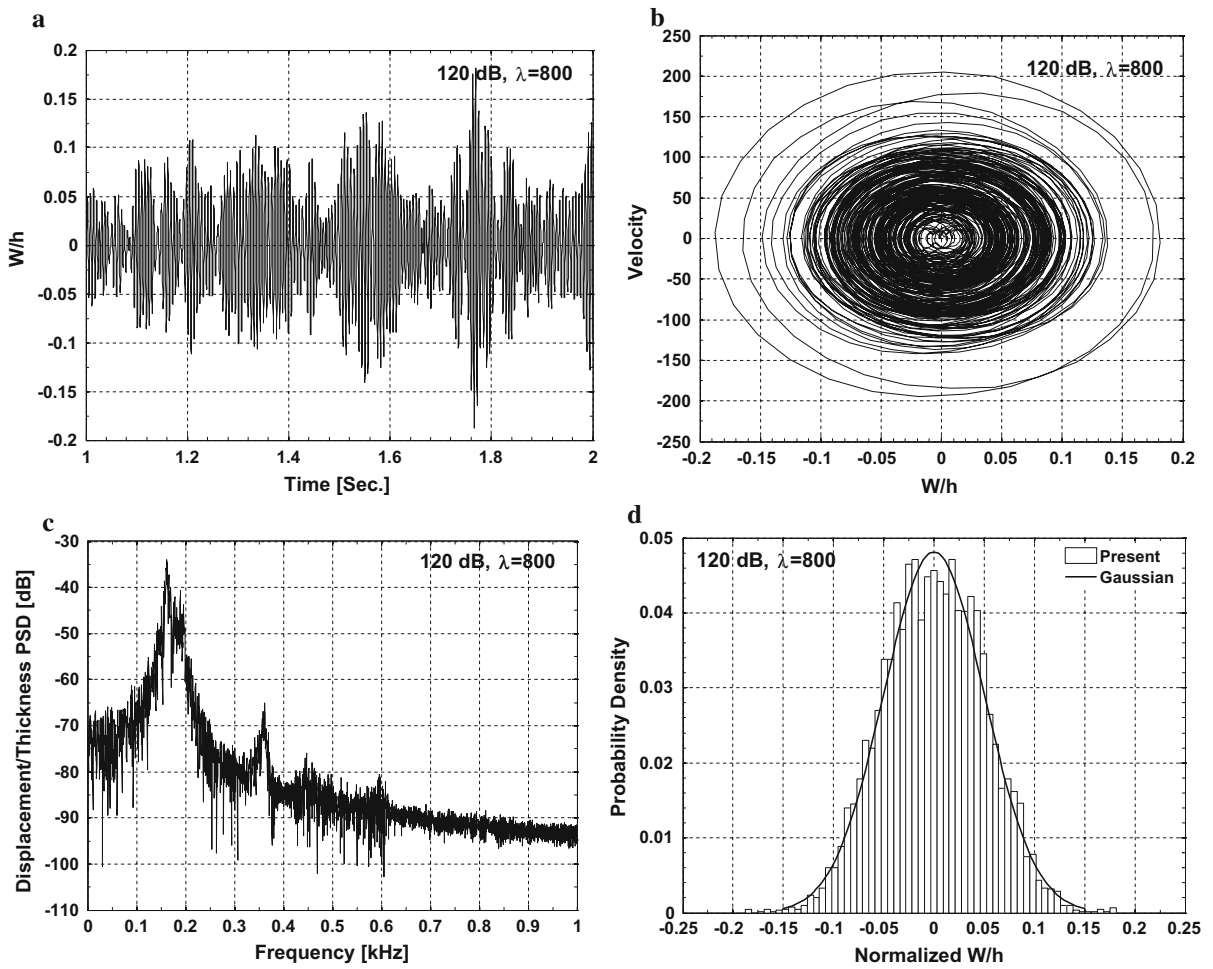 a
0.2
0.15
0.1
0.05
0
-0.05
-0.1
-0.15
-0.2
W/h
120 dB, λ=800
1 1.2 1.4 1.6 1.8 2
Time [Sec.]
b
250
200
150
100
50
0
-50
-100
-150
-200
-250
Velocity
120 dB, λ=800
-0.2 -0.15 -0.1 -0.05 0 0.05 0.1 0.15 0.2
W/h
c
-30
-40
-50
-60
-70
-80
-90
-100
-110
Displacement/Thickness PSD [dB]
120 dB, λ=800
0 0.1 0.2 0.3 0.4 0.5 0.6 0.7 0.8 0.9 1
Frequency [kHz]
d
0.05
0.04
0.03
0.02
0.01
0
Probability Density
120 dB, λ=800
Present
Gaussian
-0.25 -0.2 -0.15 -0.1 -0.05 0 0.05 0.1 0.15 0.2 0.25
Normalized W/h